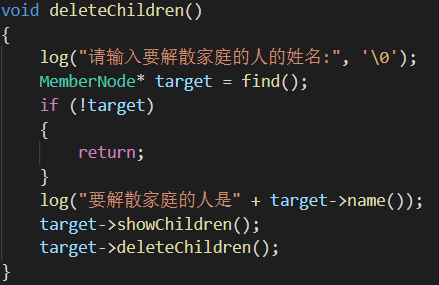 void deleteChildren()
{
    log("请输入要解散家庭的人的姓名:", '\0');
    MemberNode* target = find();
    if (!target)
    {
        return;
    }
    log("要解散家庭的人是" + target->name());
    target->showChildren();
    target->deleteChildren();
}